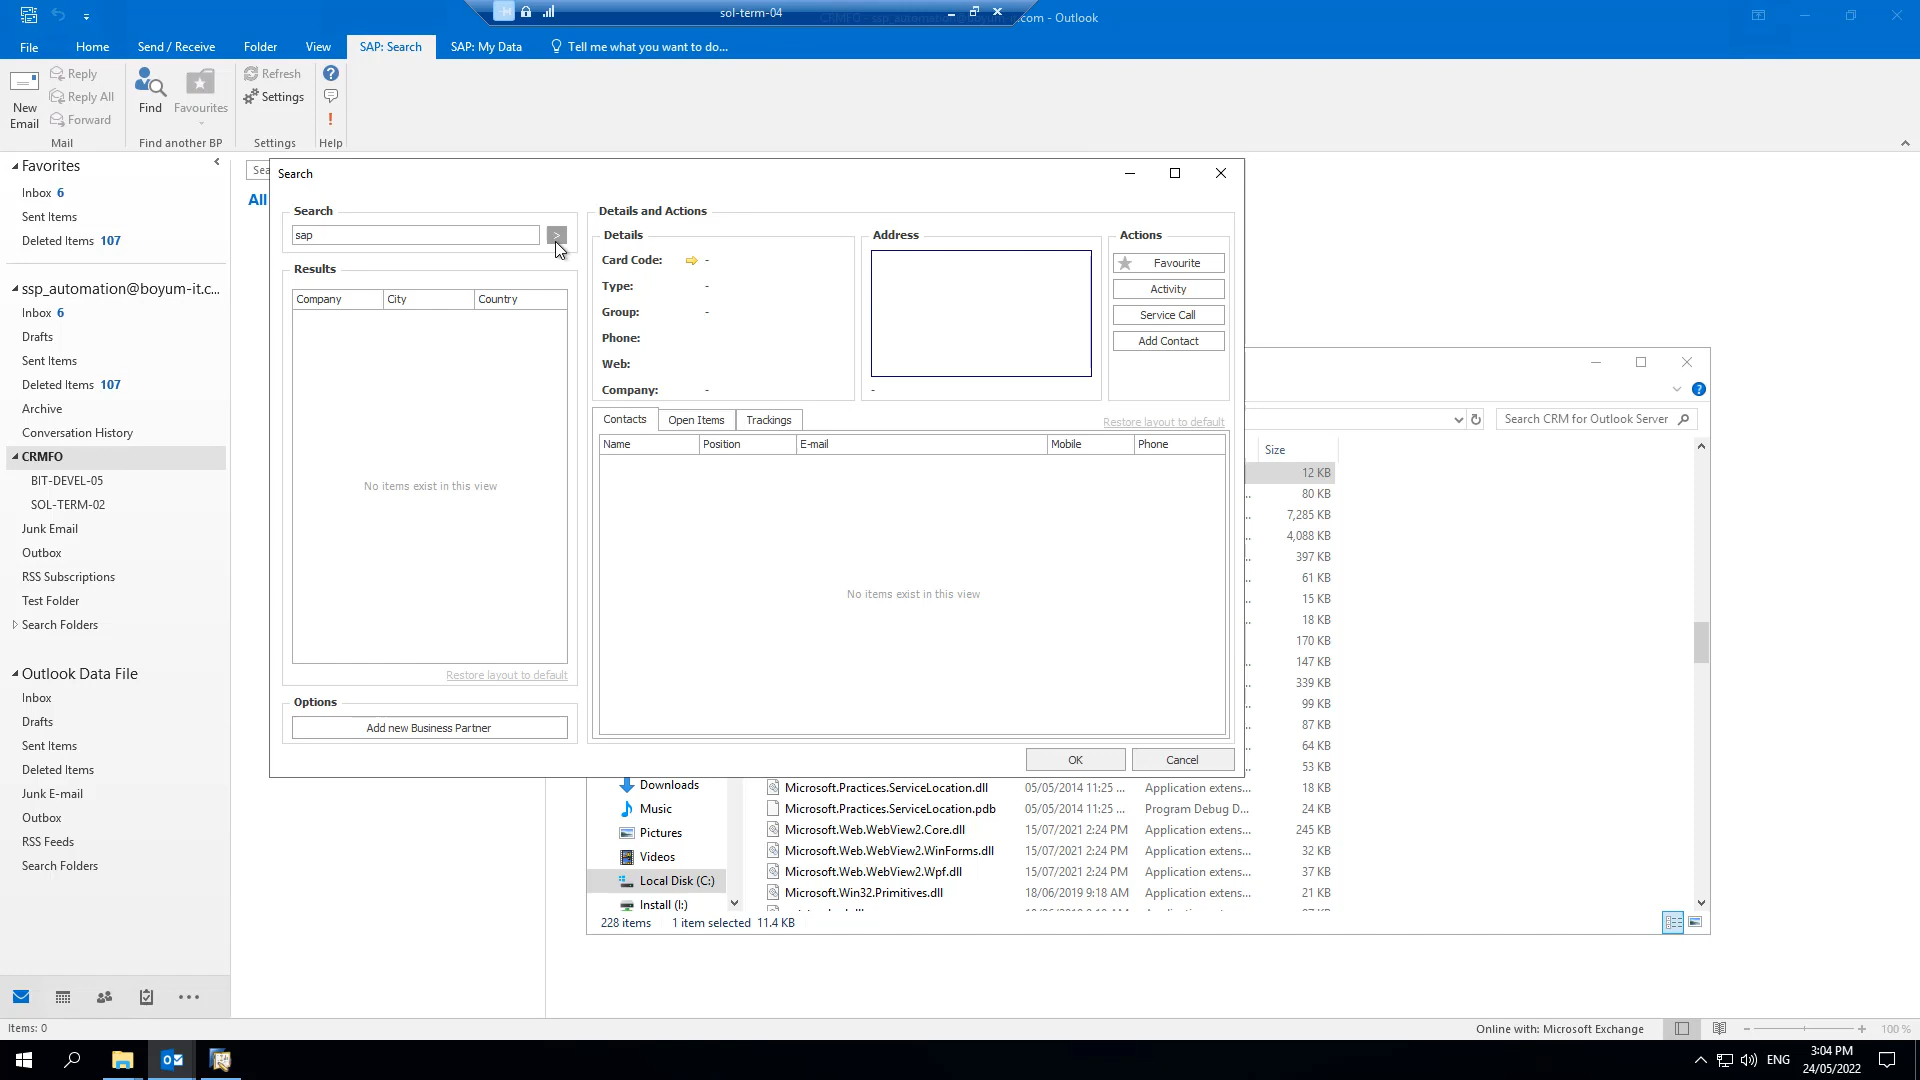 sol-term-04
CRMFO - ssp_automation@boyum-it.com - Outlook
File
Home
Send / Receive
Folder
View
SAP: Search
SAP: My Data
Tell me what you want to do...
New
Email
Reply
Reply All
Forward
Mail
Find
Favourites
Find another BP
Refresh
Settings
Settings
Help
Favorites
Inbox 6
Sent Items
Deleted Items 107
ssp_automation@boyum-it.c...
Inbox 6
Drafts
Sent Items
Deleted Items 107
Archive
Conversation History
CRMFO
BIT-DEVEL-05
SOL-TERM-02
Junk Email
Outbox
RSS Subscriptions
Test Folder
Search Folders
Outlook Data File
Inbox
Drafts
Sent Items
Deleted Items
Junk E-mail
Outbox
RSS Feeds
Search Folders
Sea
All
Search
Search
sap
>
Results
Company
City
Country
No items exist in this view
Restore layout to default
Options
Add new Business Partner
Details and Actions
Details
Card Code: -
Type: -
Group: -
Phone:
Web:
Company: -
Address
-
Actions
Favourite
Activity
Service Call
Add Contact
Contacts
Open Items
Trackings
Restore layout to default
Name
Position
E-mail
Mobile
Phone
No items exist in this view
OK
Cancel
Search CRM for Outlook Server
Size
12 KB
.. 80 KB
.. 7,285 KB
.. 4,088 KB
.. 397 KB
.. 61 KB
.. 15 KB
.. 18 KB
.. 170 KB
.. 147 KB
.. 339 KB
.. 99 KB
.. 87 KB
.. 64 KB
.. 53 KB
Downloads
Music
Pictures
Videos
Local Disk (C:)
Install (I:)
Microsoft.Practices.ServiceLocation.dll 05/05/2014 11:25 ... Application extens... 18 KB
Microsoft.Practices.ServiceLocation.pdb 05/05/2014 11:25 ... Program Debug D... 24 KB
Microsoft.Web.WebView2.Core.dll 15/07/2021 2:24 PM Application extens... 245 KB
Microsoft.Web.WebView2.WinForms.dll 15/07/2021 2:24 PM Application extens... 32 KB
Microsoft.Web.WebView2.Wpf.dll 15/07/2021 2:24 PM Application extens... 37 KB
Microsoft.Win32.Primitives.dll 18/06/2019 9:18 AM Application extens... 21 KB
228 items 1 item selected 11.4 KB
Items: 0
Online with: Microsoft Exchange
100 %
ENG
3:04 PM
24/05/2022